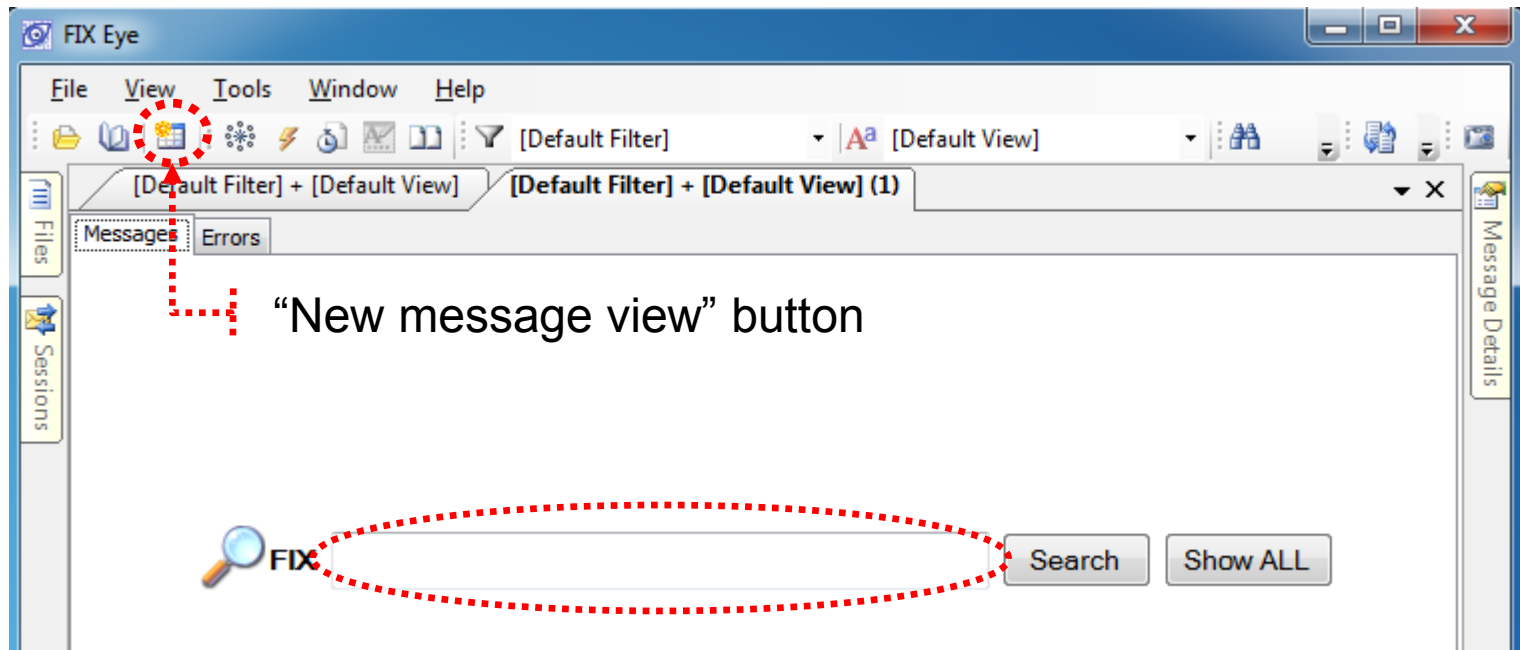 FIX Eye
File View Tools Window Help
[Default Filter] Aa [Default View]
[Default Filter] + [Default View] [Default Filter] + [Default View] (1)
Files
Messages Errors
Message Details
“New message view” button
Sessions
FIX Search Show ALL